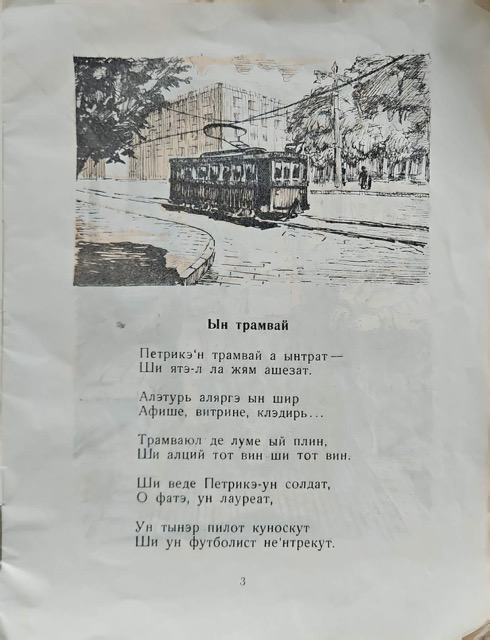 Ын трамвай
Петрикэ'н трамвай а ынтрат—
Ши ятэ-л ла жям ашезат.
Алэтурь аляргэ ын шир
Афише, витрине, клэдирь...
Трамваюл де луме ый плин,
Ши алций тот вин ши тот вин.
Ши веде Петрикэ-ун солдат,
О фатэ, ун лауреат,
Ун тынэр пилот куноскут
Ши ун футболист не'нтрекут.
3